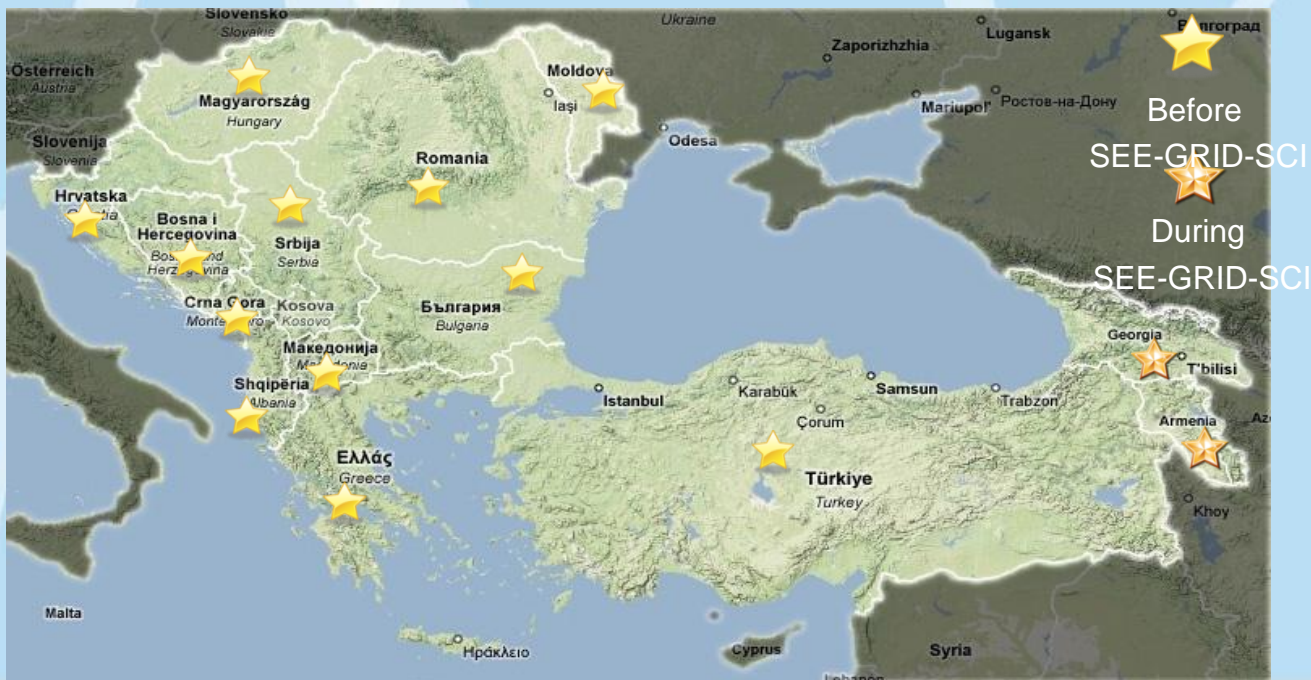 Slovensko
Slovakia
Ukraine
Lugansk
Zaporizhzhia
Österreich
Austria
Moldova
Iaşi
Magyarország
Hungary
Mariupol'
Ростов-на-Дону
Before
SEE-GRID-SCI
Odesa
Slovenija
Slovenia
Romania
Hrvatska
Bosna i
Hercegovina
Srbija
Serbia
During
SEE-GRID-SCI
Crna Gora
Kosova
Kosovo
България
Bulgaria
Македонија
Georgia
T'bilisi
Shqipëria
Albania
Istanbul
Karabük
Samsun
Trabzon
Çorum
Armenia
Ελλάς
Greece
Türkiye
Turkey
Khoy
Malta
Ηράκλειο
Cyprus
Syria